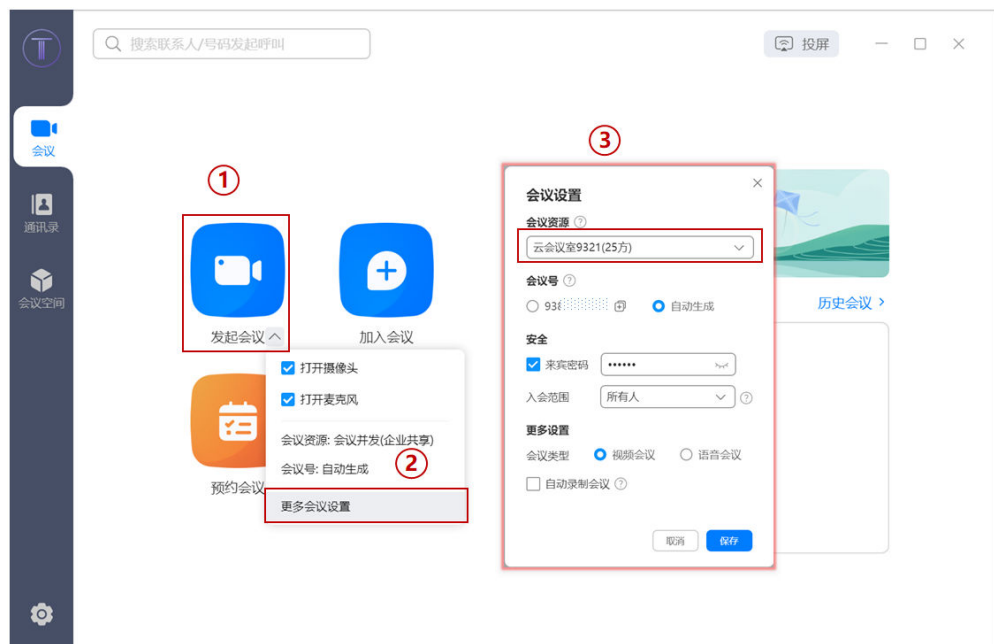 搜索联系人/号码发起呼叫
投屏
会议
通讯录
会议空间
①
发起会议
加入会议
预约会议
打开摄像头
打开麦克风
会议资源: 会议并发(企业共享)
会议号: 自动生成
②
更多会议设置
③
会议设置
会议资源
云会议室9321(25方)
会议号
自动生成
安全
来宾密码 ••••••
入会范围 所有人
更多设置
会议类型 视频会议 语音会议
自动录制会议
取消 保存
历史会议